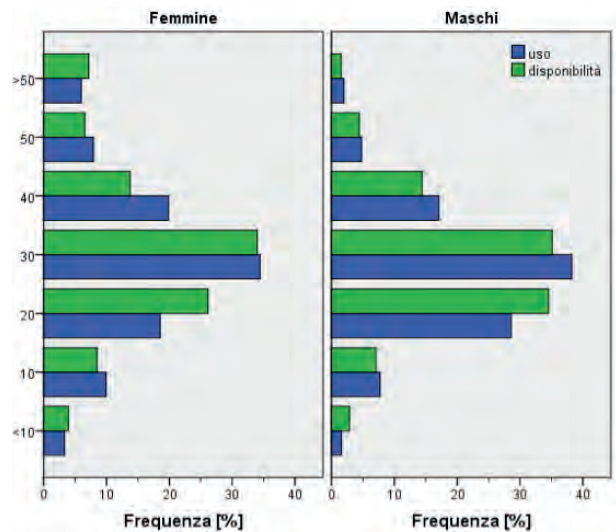 Femmine
Maschi
uso
disponibilità
>50
50
40
30
20
10
<10
0 10 20 30 40
0 10 20 30 40
Frequenza [%]
Frequenza [%]